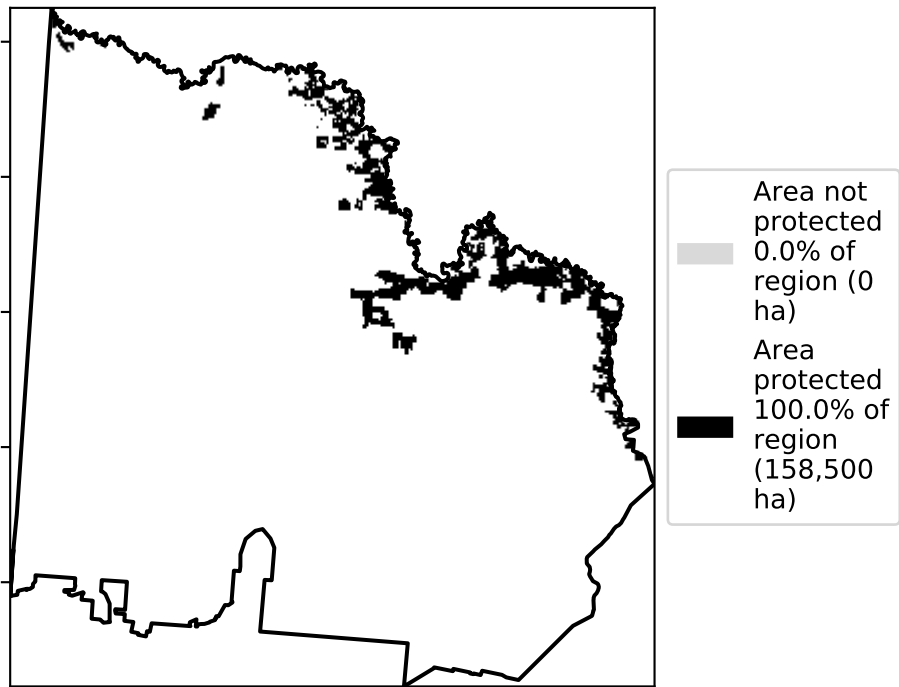 Area not
protected
0.0% of
region (0
ha)
Area
protected
100.0% of
region
(158,500
ha)